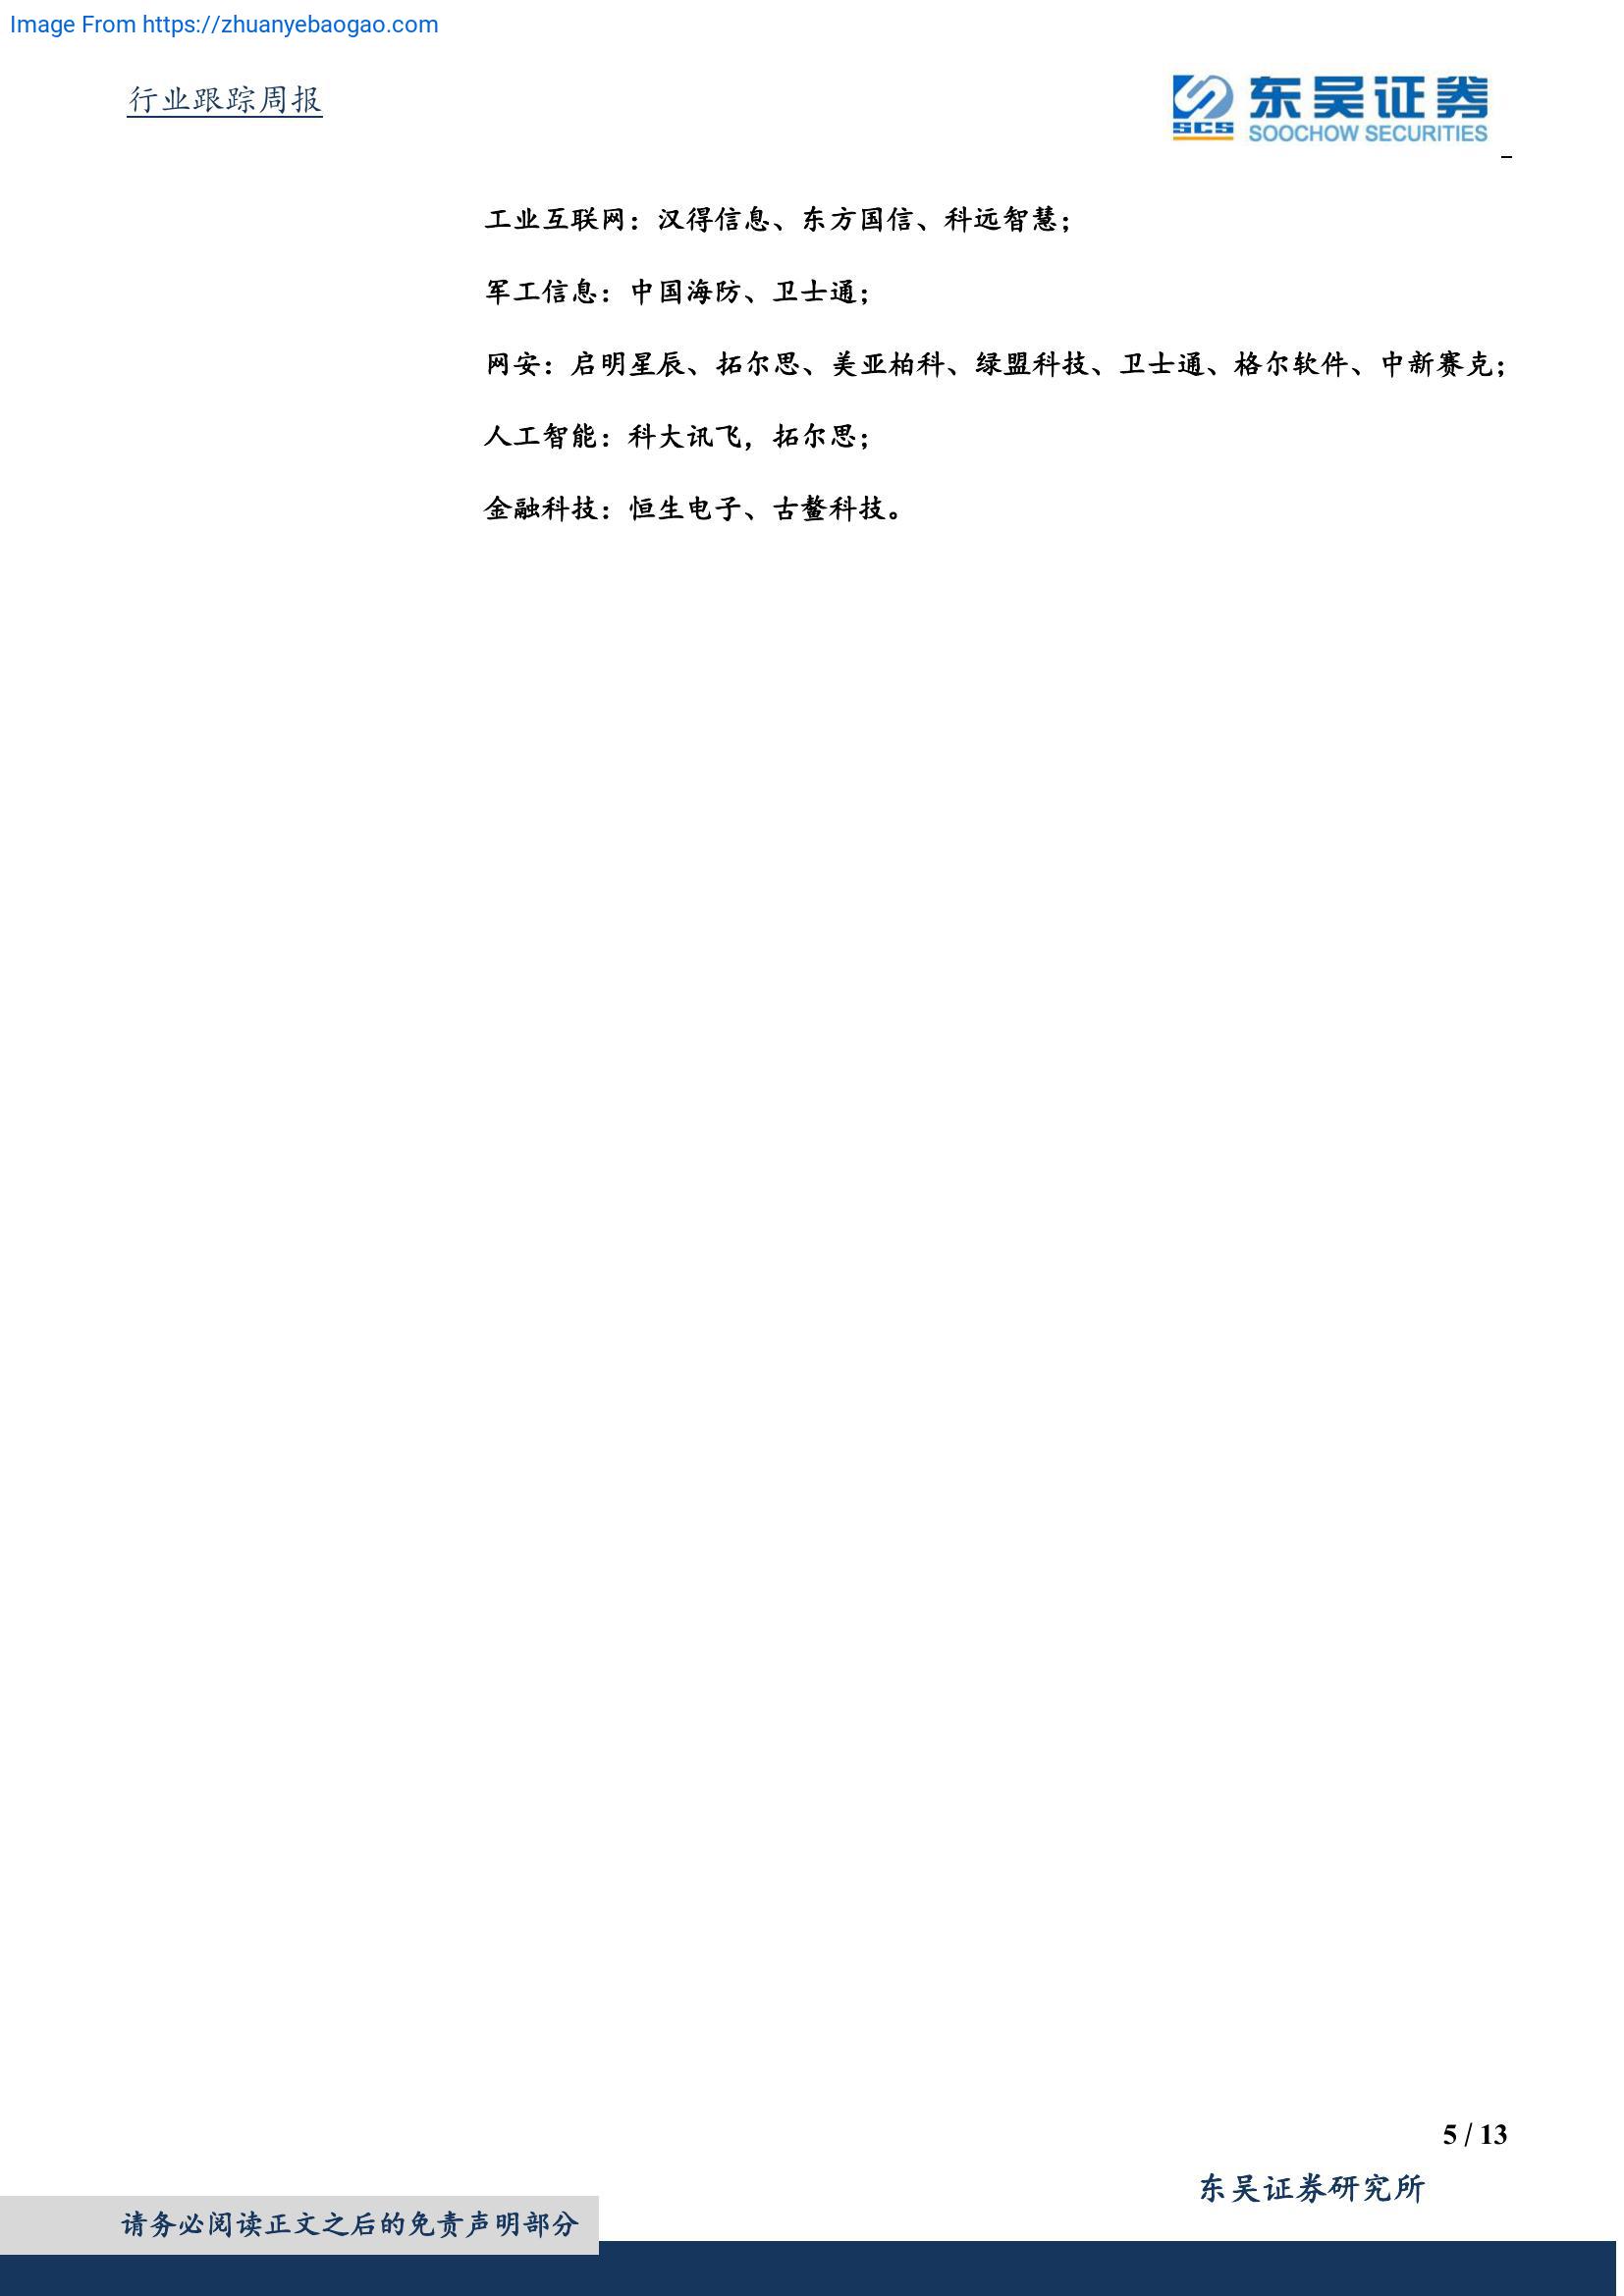 Image From https://zhuanyebaogao.com
行业跟踪周报
SCS
东吴证券
SOOCHOW SECURITIES
工业互联网：汉得信息、东方国信、科远智慧；
军工信息：中国海防、卫士通；
网安：启明星辰、拓尔思、美亚柏科、绿盟科技、卫士通、格尔软件、中新赛克；
人工智能：科大讯飞，拓尔思；
金融科技：恒生电子、古鳌科技。
5 / 13
东吴证券研究所
请务必阅读正文之后的免责声明部分